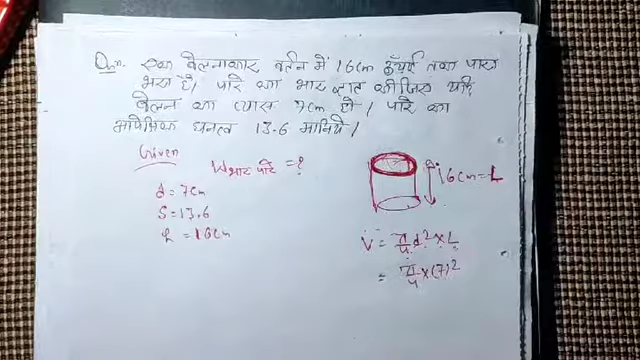 Qun. एक बेलनाकार बर्तन में 16cm ऊँचाई तक पारा
भरा है। पारे का भार ज्ञात कीजिए यदि
बेलन का व्यास 7cm हो। पारे का
आपेक्षिक घनत्व 13.6 मानिये।
Given
W भार पारे = ?
d = 7cm
S = 13.6
= 16cm
16cm = L
V = π/4 d² × L
= π/4 × (7)²